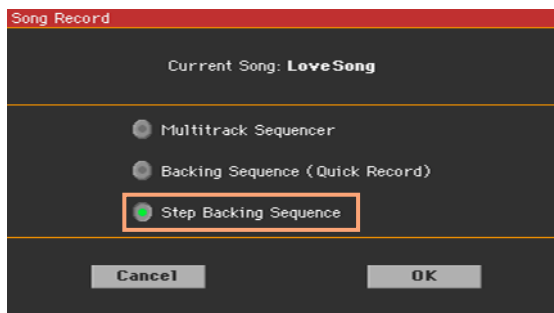 Song Record
Current Song: LoveSong
Multitrack Sequencer
Backing Sequence (Quick Record)
Step Backing Sequence
Cancel OK